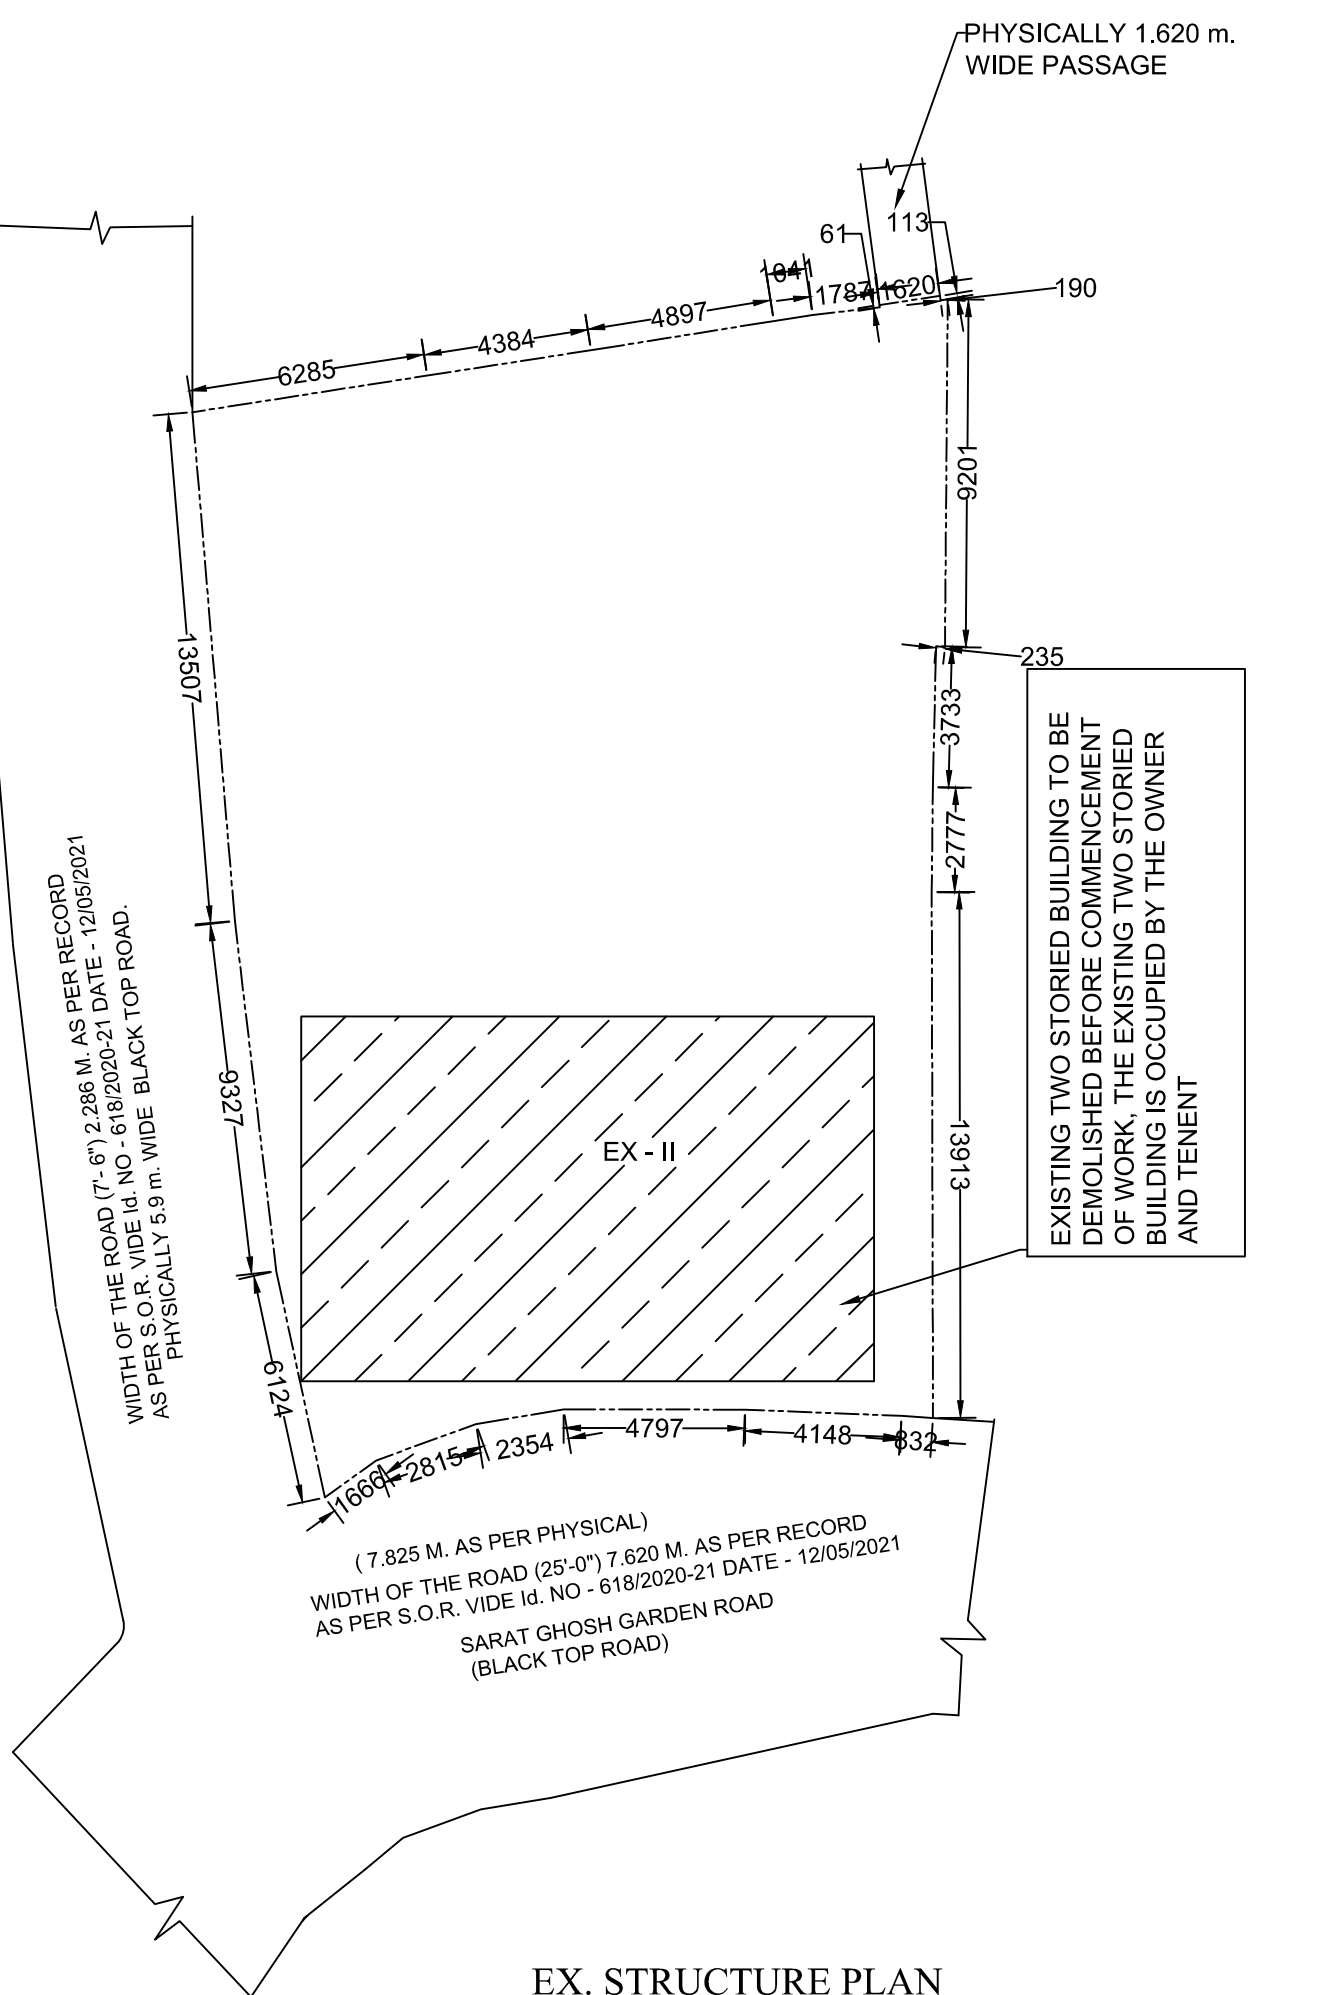 PHYSICALLY 1.620 m.
WIDE PASSAGE
61
113
190
1041
1787
1620
4897
4384
6285
9201
235
3733
2777
13913
13507
9327
6124
EXISTING TWO STORIED BUILDING TO BE
DEMOLISHED BEFORE COMMENCEMENT
OF WORK, THE EXISTING TWO STORIED
BUILDING IS OCCUPIED BY THE OWNER
AND TENENT
WIDTH OF THE ROAD (7'- 6") 2.286 M. AS PER RECORD
AS PER S.O.R. VIDE Id. NO - 618/2020-21 DATE - 12/05/2021
PHYSICALLY 5.9 m. WIDE BLACK TOP ROAD.
EX - II
1666
2815
2354
4797
4148
832
( 7.825 M. AS PER PHYSICAL)
WIDTH OF THE ROAD (25'-0") 7.620 M. AS PER RECORD
AS PER S.O.R. VIDE Id. NO - 618/2020-21 DATE - 12/05/2021
SARAT GHOSH GARDEN ROAD
(BLACK TOP ROAD)
EX. STRUCTURE PLAN